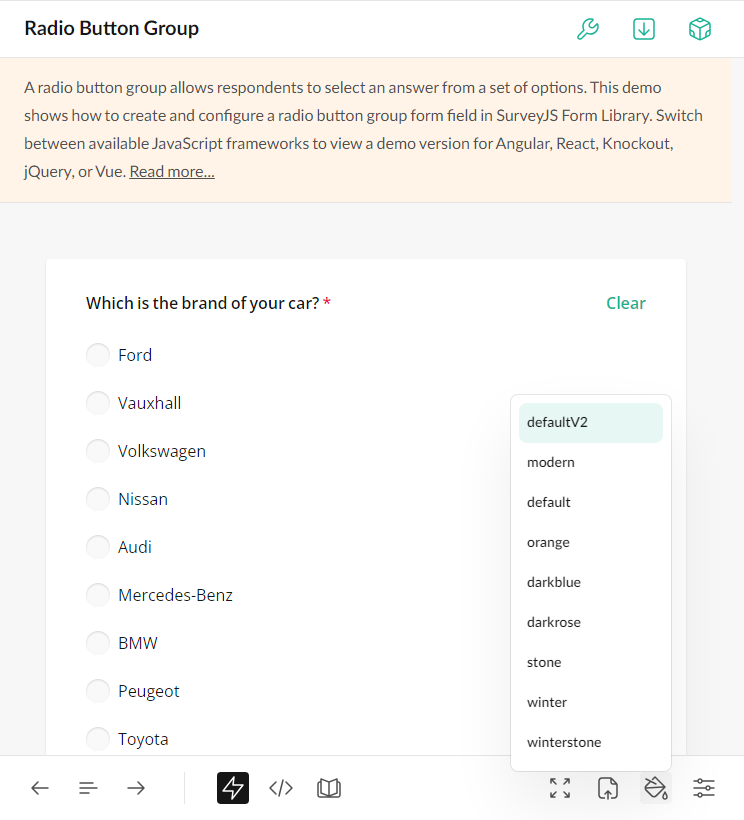 Radio Button Group
A radio button group allows respondents to select an answer from a set of options. This demo
shows how to create and configure a radio button group form field in SurveyJS Form Library. Switch
between available JavaScript frameworks to view a demo version for Angular, React, Knockout,
jQuery, or Vue. Read more...
Which is the brand of your car? *
Clear
Ford
Vauxhall
Volkswagen
Nissan
Audi
Mercedes-Benz
BMW
Peugeot
Toyota
defaultV2
modern
default
orange
darkblue
darkrose
stone
winter
winterstone